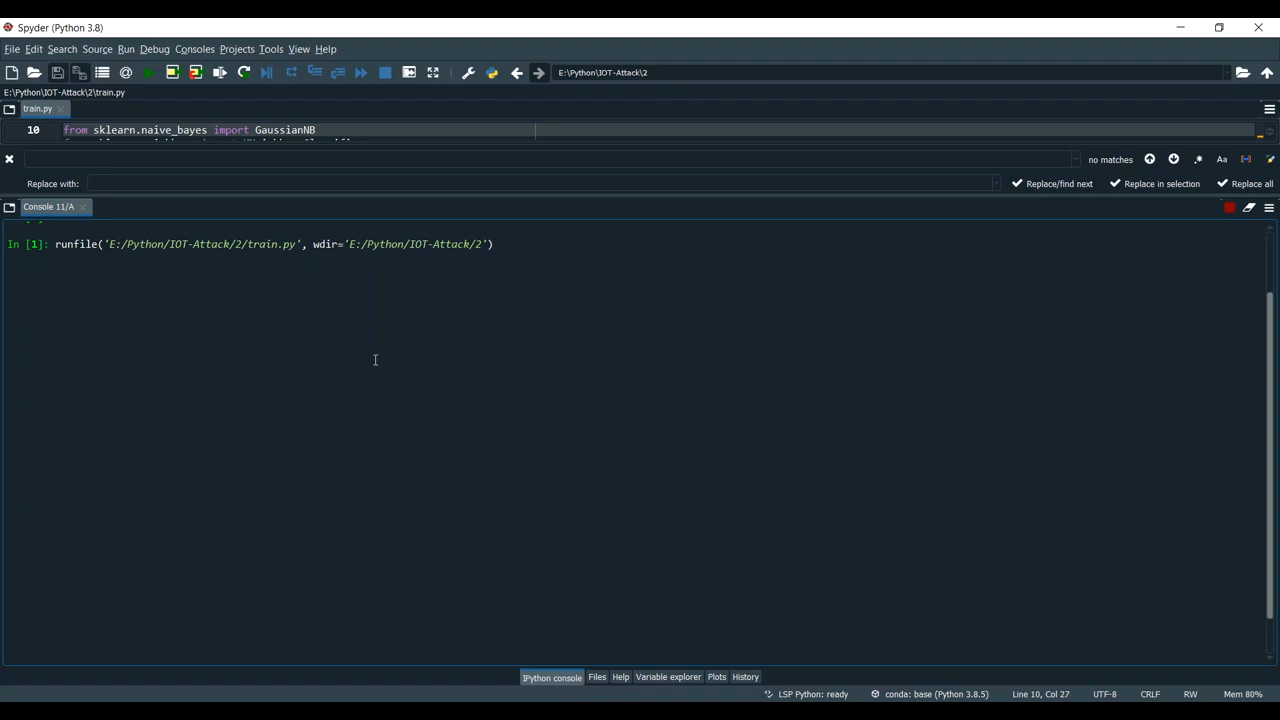 Spyder (Python 3.8)
File Edit Search Source Run Debug Consoles Projects Tools View Help
E:\Python\IOT-Attack\2
E:\Python\IOT-Attack\2\train.py
train.py
10 from sklearn.naive_bayes import GaussianNB
no matches Aa
Replace with: Replace/find next Replace in selection Replace all
Console 11/A
In [1]: runfile('E:/Python/IOT-Attack/2/train.py', wdir='E:/Python/IOT-Attack/2')
IPython console Files Help Variable explorer Plots History
LSP Python: ready conda: base (Python 3.8.5) Line 10, Col 27 UTF-8 CRLF RW Mem 80%